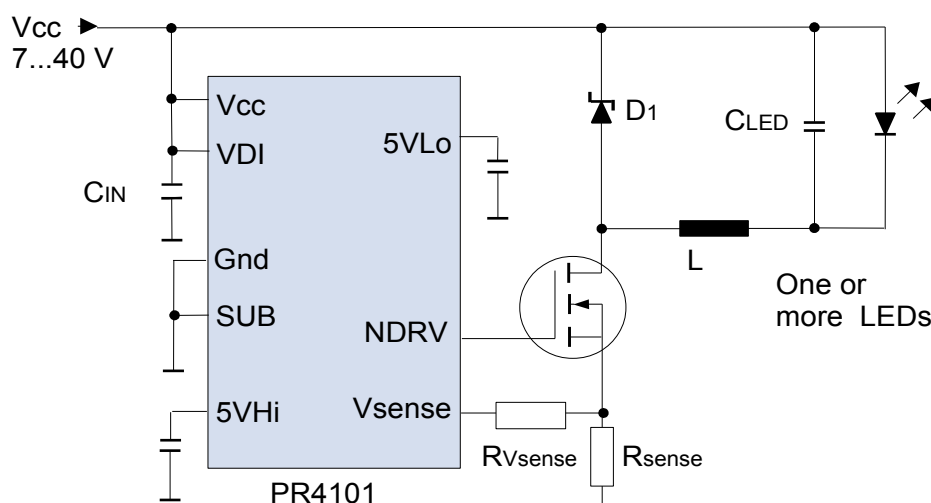 Vcc
7...40 V
Vcc
VDI
CIN
5VLo
D1
CLED
Gnd
SUB
L
One or
more LEDs
NDRV
5VHi
Vsense
RVsense
Rsense
PR4101